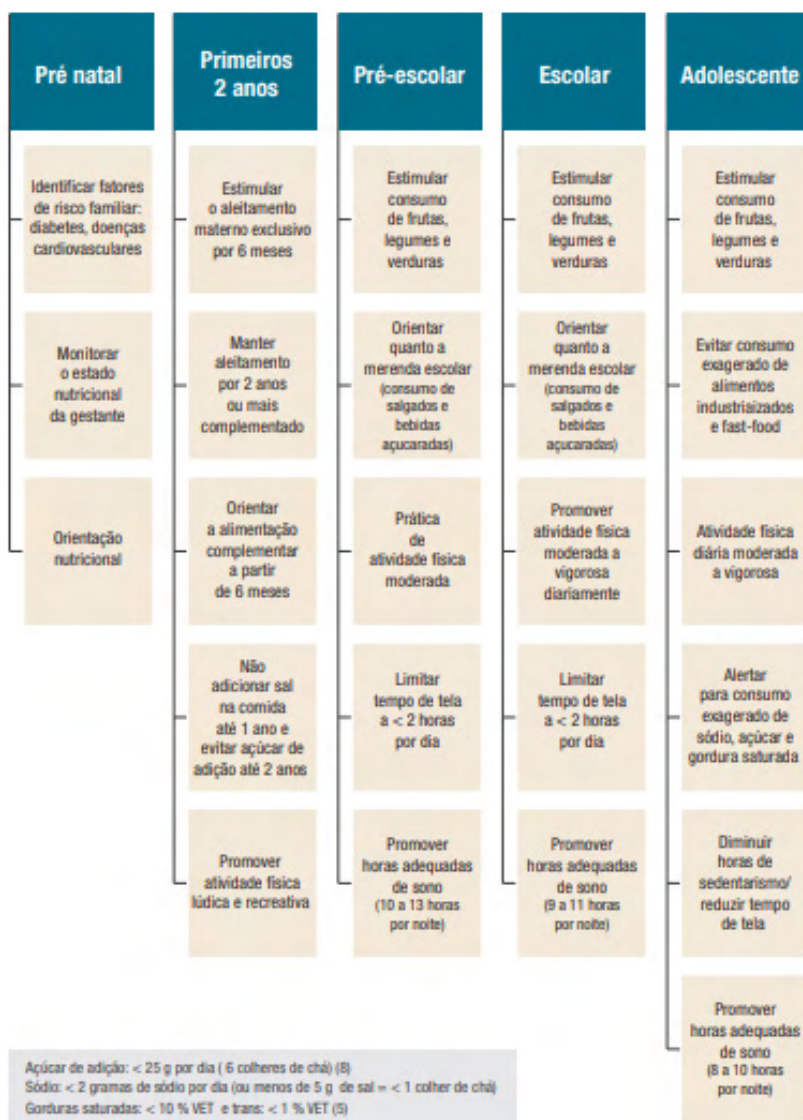 Pré natal
Identificar fatores
de risco familiar:
diabetes, doenças
cardiovasculares
Monitorar
o estado
nutricional
da gestante
Orientação
nutricional
Primeiros
2 anos
Estimular
o aleitamento
materno exclusivo
por 6 meses
Manter
aleitamento
por 2 anos
ou mais
complementado
Orientar
a alimentação
complementar
a partir
de 6 meses
Não
adicionar sal
na comida
até 1 ano e
evitar açúcar de
adição até 2 anos
Promover
atividade física
lúdica e recreativa
Pré-escolar
Estimular
consumo
de frutas,
legumes e
verduras
Orientar
quanto a
merenda escolar
(consumo de
salgados e
bebidas
açucaradas)
Prática
de
atividade física
moderada
Limitar
tempo de tela
a < 2 horas
por dia
Promover
horas adequadas
de sono
(10 a 13 horas
por noite)
Escolar
Estimular
consumo
de frutas,
legumes e
verduras
Orientar
quanto a
merenda escolar
(consumo de
salgados e
bebidas
açucaradas)
Promover
atividade física
moderada a
vigorosa
diariamente
Limitar
tempo de tela
a < 2 horas
por dia
Promover
horas adequadas
de sono
(9 a 11 horas
por noite)
Adolescente
Estimular
consumo
de frutas,
legumes e
verduras
Evitar consumo
exagerado de
alimentos
industriaizados
e fast-food
Atividade física
diária moderada
a vigorosa
Alertar
para consumo
exagerado de
sódio, açúcar e
gordura saturada
Diminuir
horas de
sedentarismo/
reduzir tempo
de tela
Promover
horas adequadas
de sono
(8 a 10 horas
por noite)
Açúcar de adição: < 25 g por dia ( 6 colheres de chá) (8)
Sódio: < 2 gramas de sódio por dia (ou menos de 5 g de sal = < 1 colher de chá)
Gorduras saturadas: < 10 % VET e trans: < 1 % VET (5)